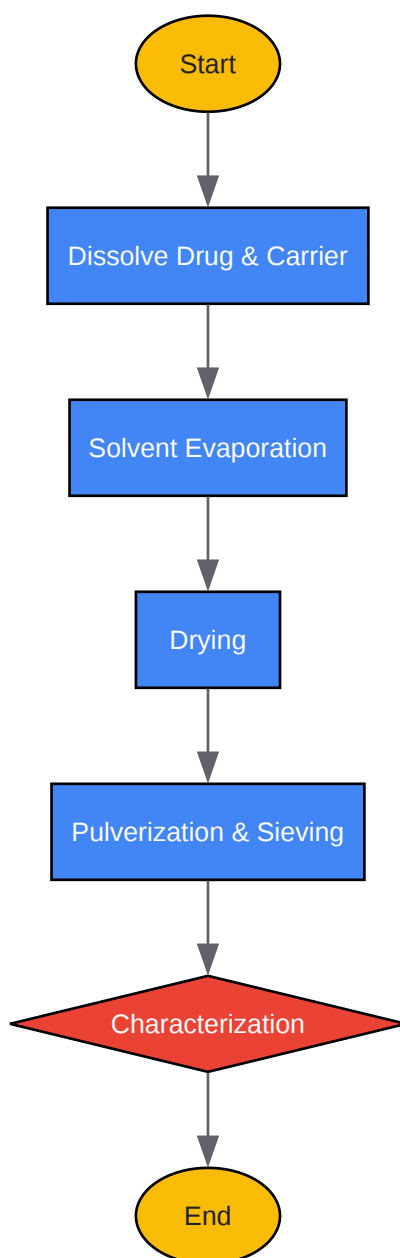 Start
Dissolve Drug & Carrier
Solvent Evaporation
Drying
Pulverization & Sieving
Characterization
End